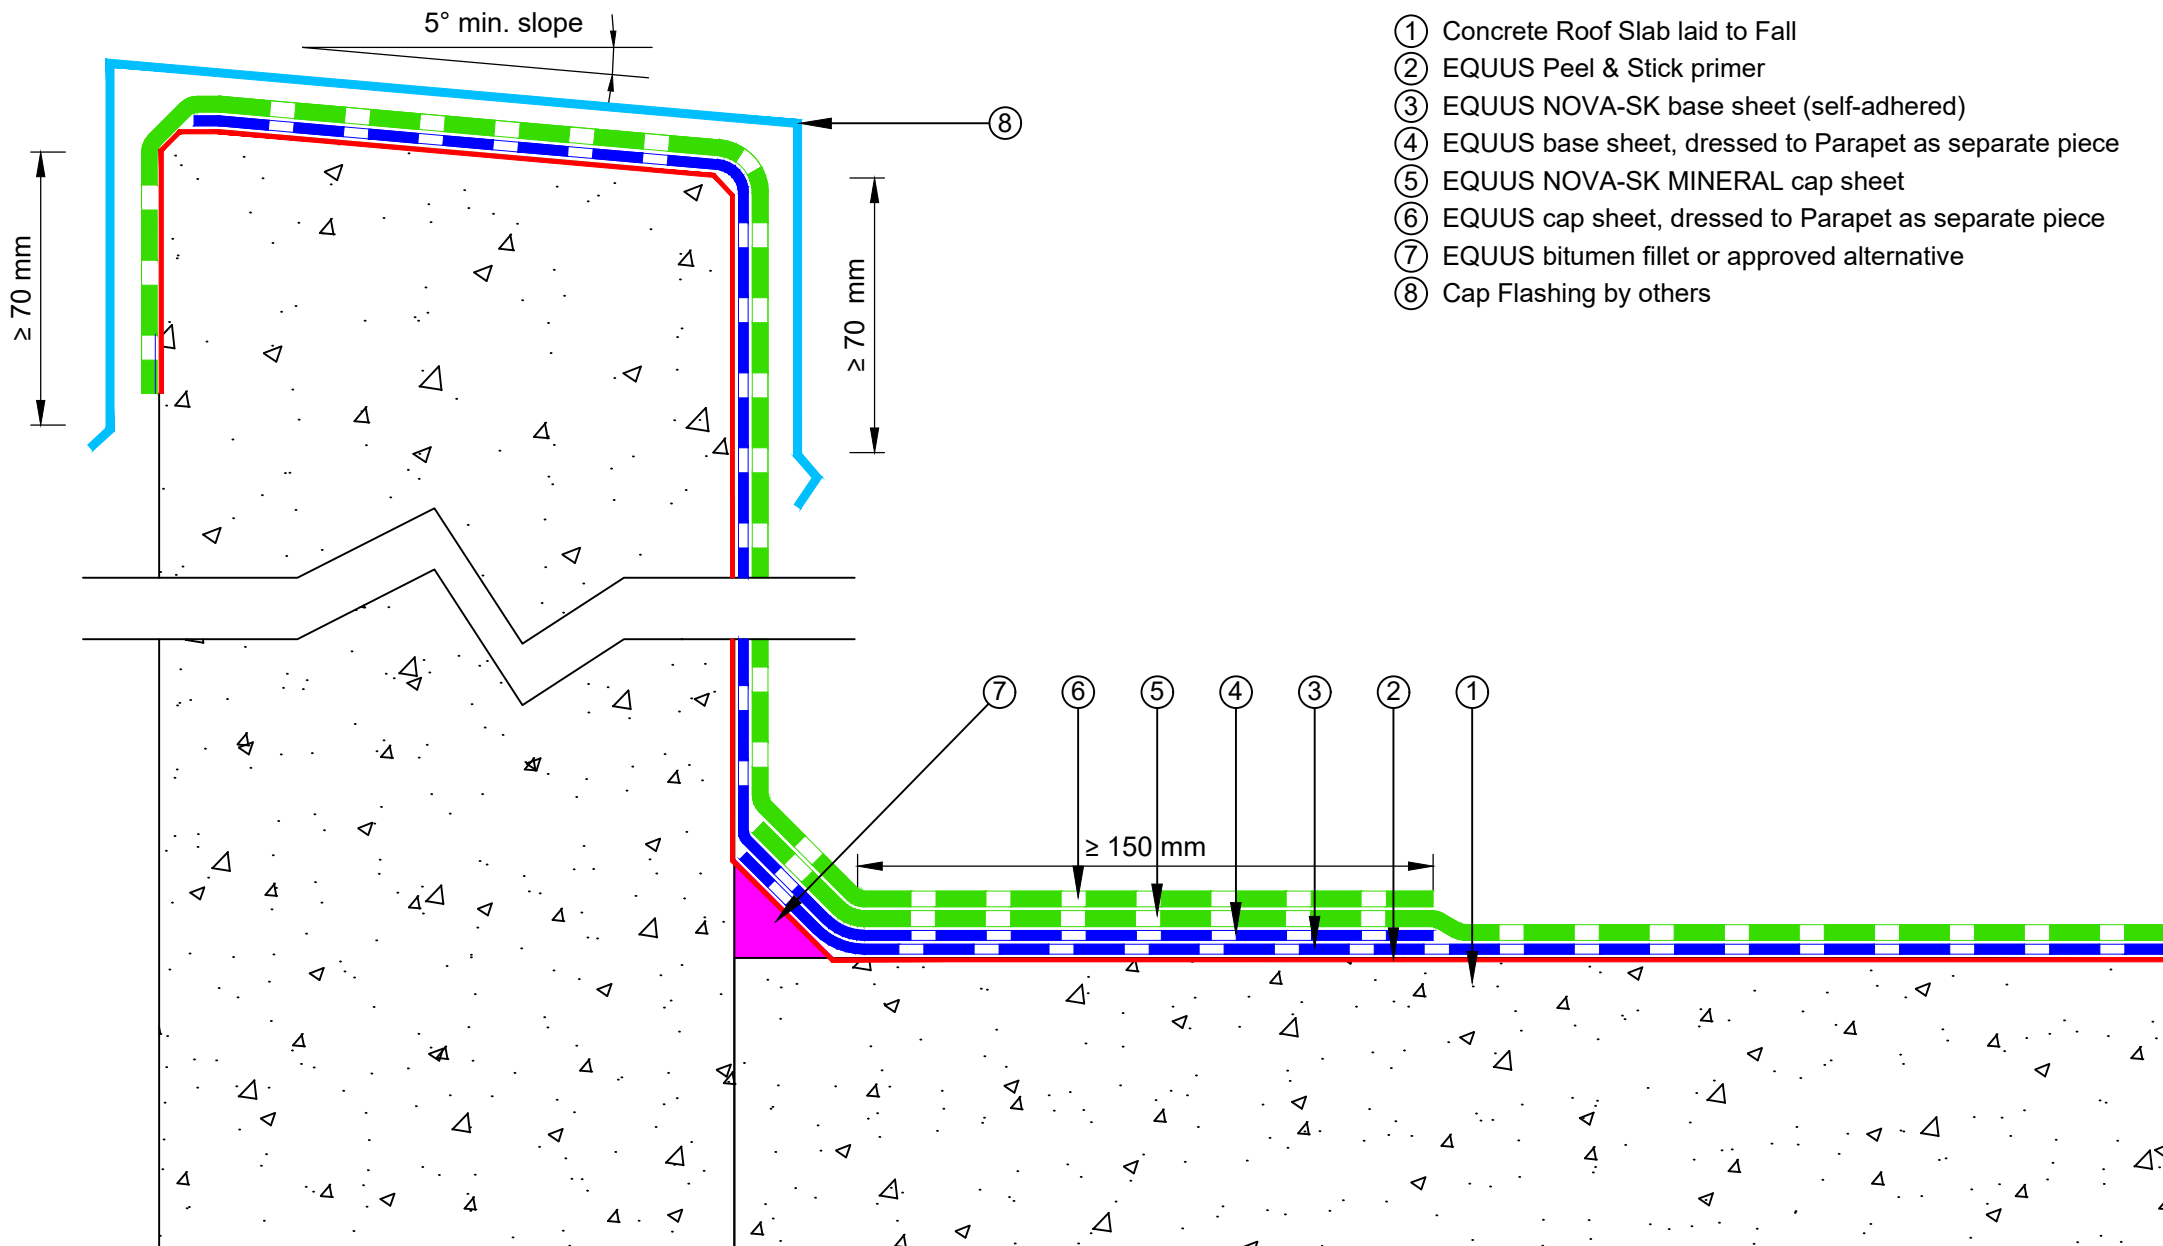 5° min. slope
① Concrete Roof Slab laid to Fall
② EQUUS Peel & Stick primer
③ EQUUS NOVA-SK base sheet (self-adhered)
④ EQUUS base sheet, dressed to Parapet as separate piece
⑤ EQUUS NOVA-SK MINERAL cap sheet
⑥ EQUUS cap sheet, dressed to Parapet as separate piece
⑦ EQUUS bitumen fillet or approved alternative
⑧ Cap Flashing by others
⑧
≥ 70 mm
≥ 70 mm
⑦ ⑥ ⑤ ④ ③ ② ①
≥ 150 mm